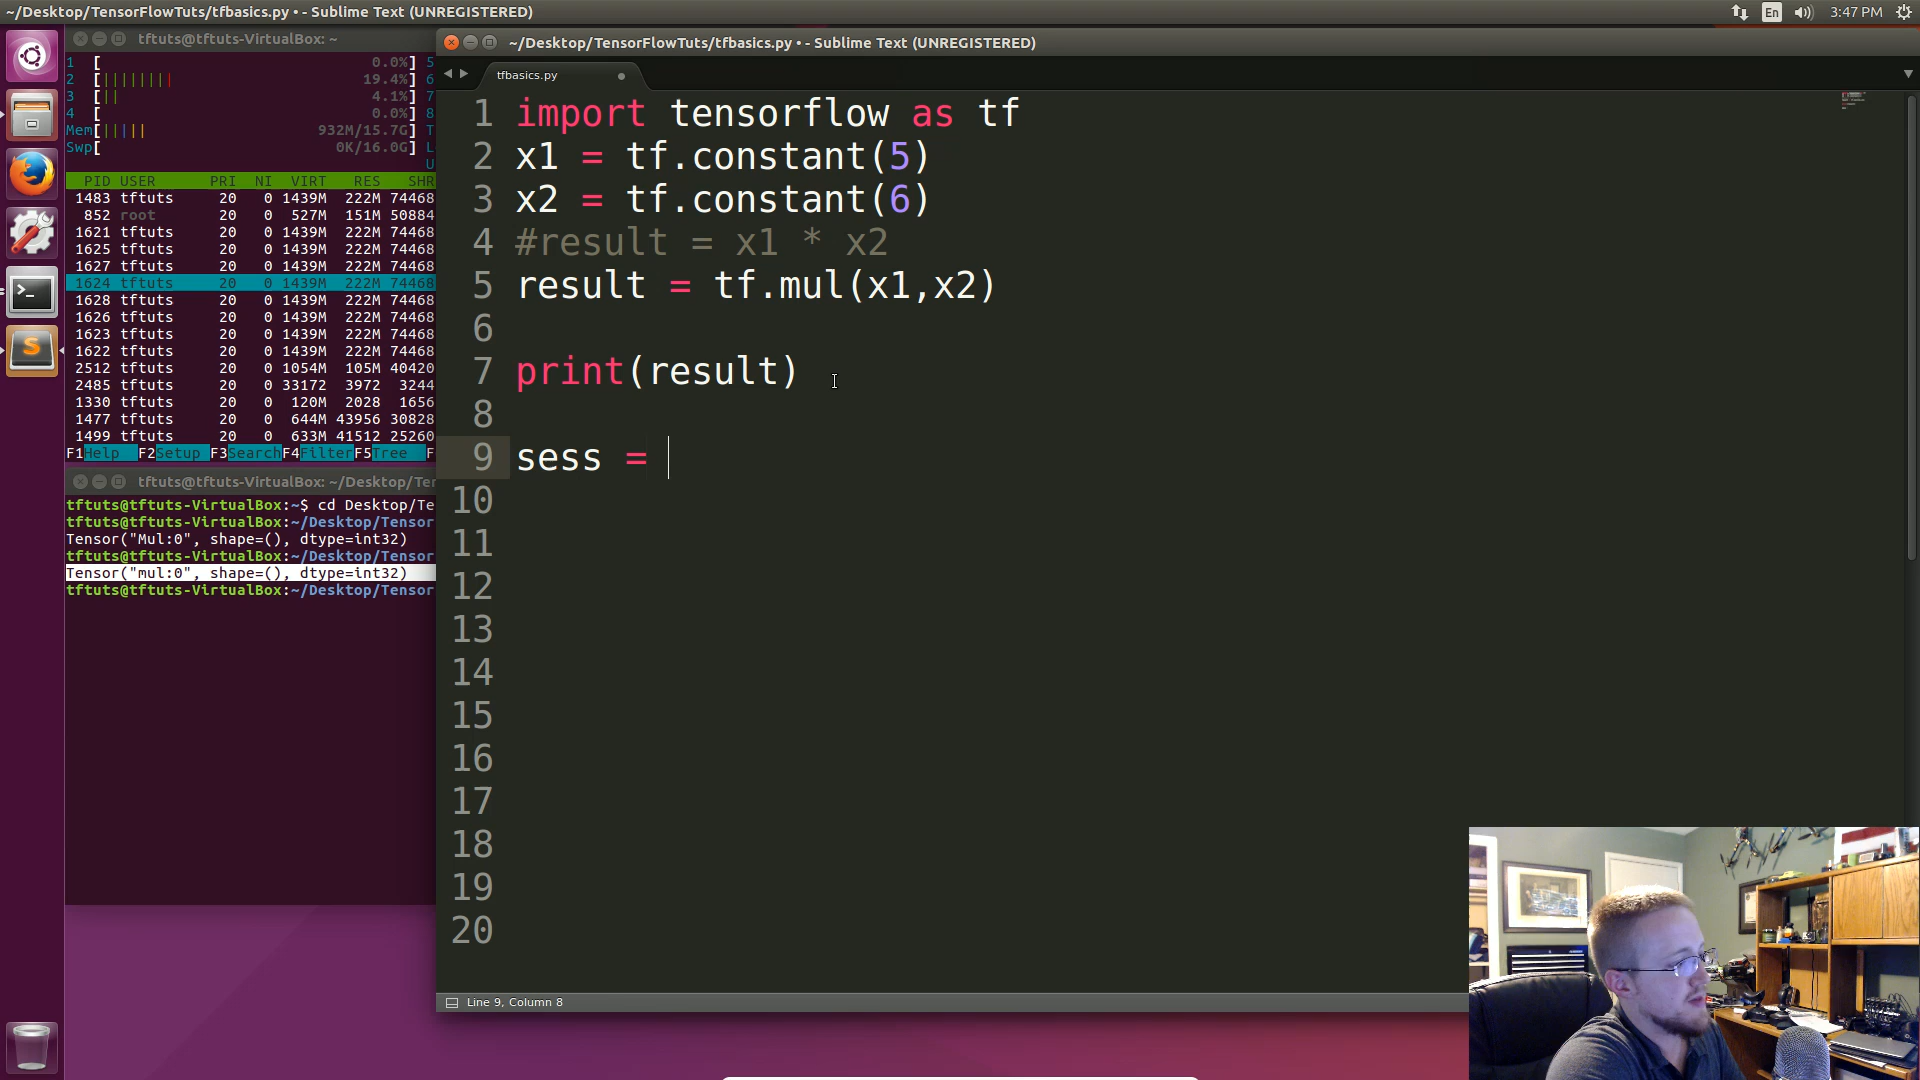 ~/Desktop/TensorFlowTuts/tfbasics.py • - Sublime Text (UNREGISTERED)
En
3:47 PM
tftuts@tftuts-VirtualBox: ~
1 [ 0.0%] 5
2 [||||||||| 19.4%] 6
3 [|| 4.1%] 7
4 [ 0.0%] 8
Mem[||||| 932M/15.7G] T
Swp[ 0K/16.0G] L
U
PID USER PRI NI VIRT RES SHR
1483 tftuts 20 0 1439M 222M 74468
852 root 20 0 527M 151M 50884
1621 tftuts 20 0 1439M 222M 74468
1625 tftuts 20 0 1439M 222M 74468
1627 tftuts 20 0 1439M 222M 74468
1624 tftuts 20 0 1439M 222M 74468
1628 tftuts 20 0 1439M 222M 74468
1626 tftuts 20 0 1439M 222M 74468
1623 tftuts 20 0 1439M 222M 74468
1622 tftuts 20 0 1439M 222M 74468
2512 tftuts 20 0 1054M 105M 40420
2485 tftuts 20 0 33172 3972 3244
1330 tftuts 20 0 120M 2028 1656
1477 tftuts 20 0 644M 43956 30828
1499 tftuts 20 0 633M 41512 25260
F1Help F2Setup F3SearchF4FilterF5Tree F
tftuts@tftuts-VirtualBox: ~/Desktop/Te
tftuts@tftuts-VirtualBox:~$ cd Desktop/Te
tftuts@tftuts-VirtualBox:~/Desktop/Tensor
Tensor("Mul:0", shape=(), dtype=int32)
tftuts@tftuts-VirtualBox:~/Desktop/Tensor
Tensor("mul:0", shape=(), dtype=int32)
tftuts@tftuts-VirtualBox:~/Desktop/Tensor
~/Desktop/TensorFlowTuts/tfbasics.py • - Sublime Text (UNREGISTERED)
tfbasics.py
1 import tensorflow as tf
2 x1 = tf.constant(5)
3 x2 = tf.constant(6)
4 #result = x1 * x2
5 result = tf.mul(x1,x2)
6
7 print(result)
8
9 sess =
10
11
12
13
14
15
16
17
18
19
20
Line 9, Column 8